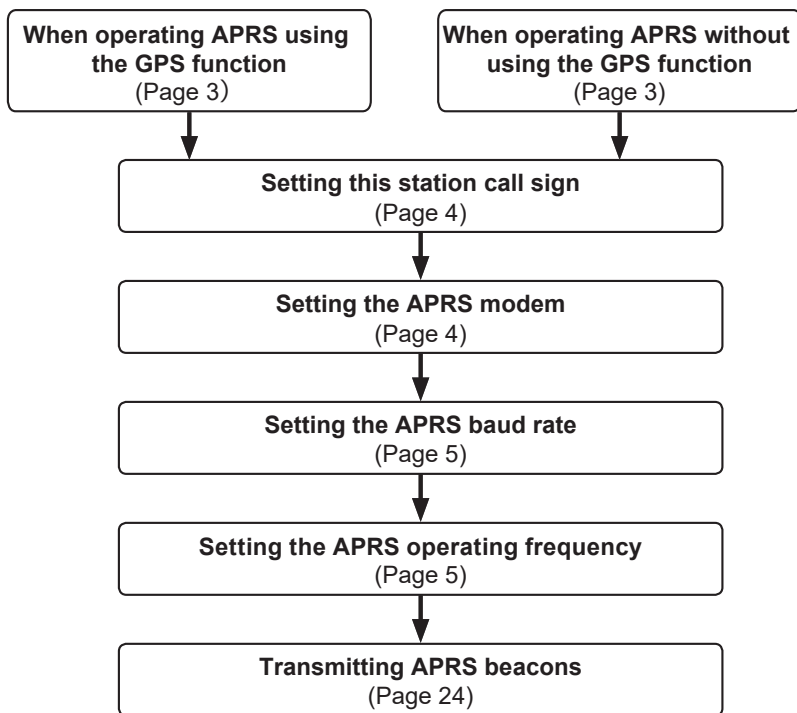 When operating APRS using
the GPS function
(Page 3）
When operating APRS without
using the GPS function
(Page 3)
Setting this station call sign
(Page 4)
Setting the APRS modem
(Page 4)
Setting the APRS baud rate
(Page 5)
Setting the APRS operating frequency
(Page 5)
Transmitting APRS beacons
(Page 24)